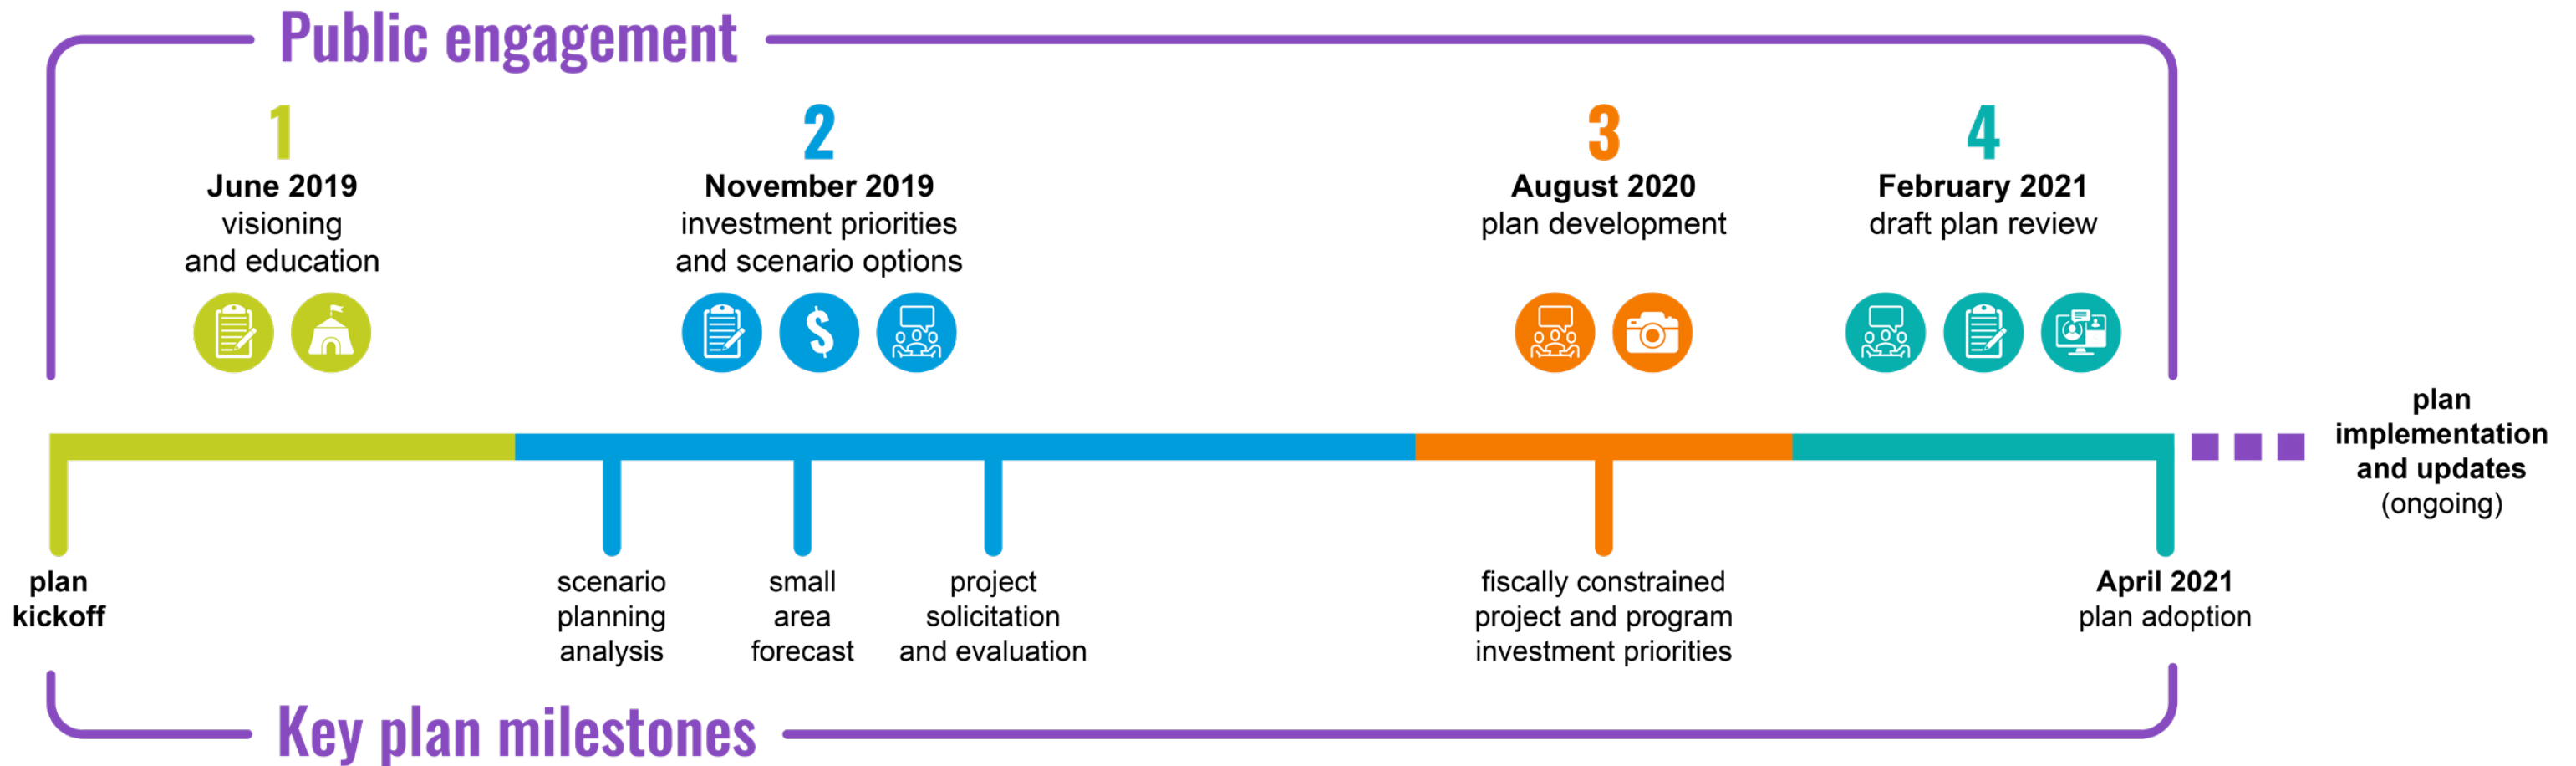 Public engagement
1
June 2019
visioning
and education
2
November 2019
investment priorities
and scenario options
$
3
August 2020
plan development
4
February 2021
draft plan review
plan
implementation
and updates
(ongoing)
plan
kickoff
scenario
planning
analysis
small
area
forecast
project
solicitation
and evaluation
fiscally constrained
project and program
investment priorities
April 2021
plan adoption
Key plan milestones